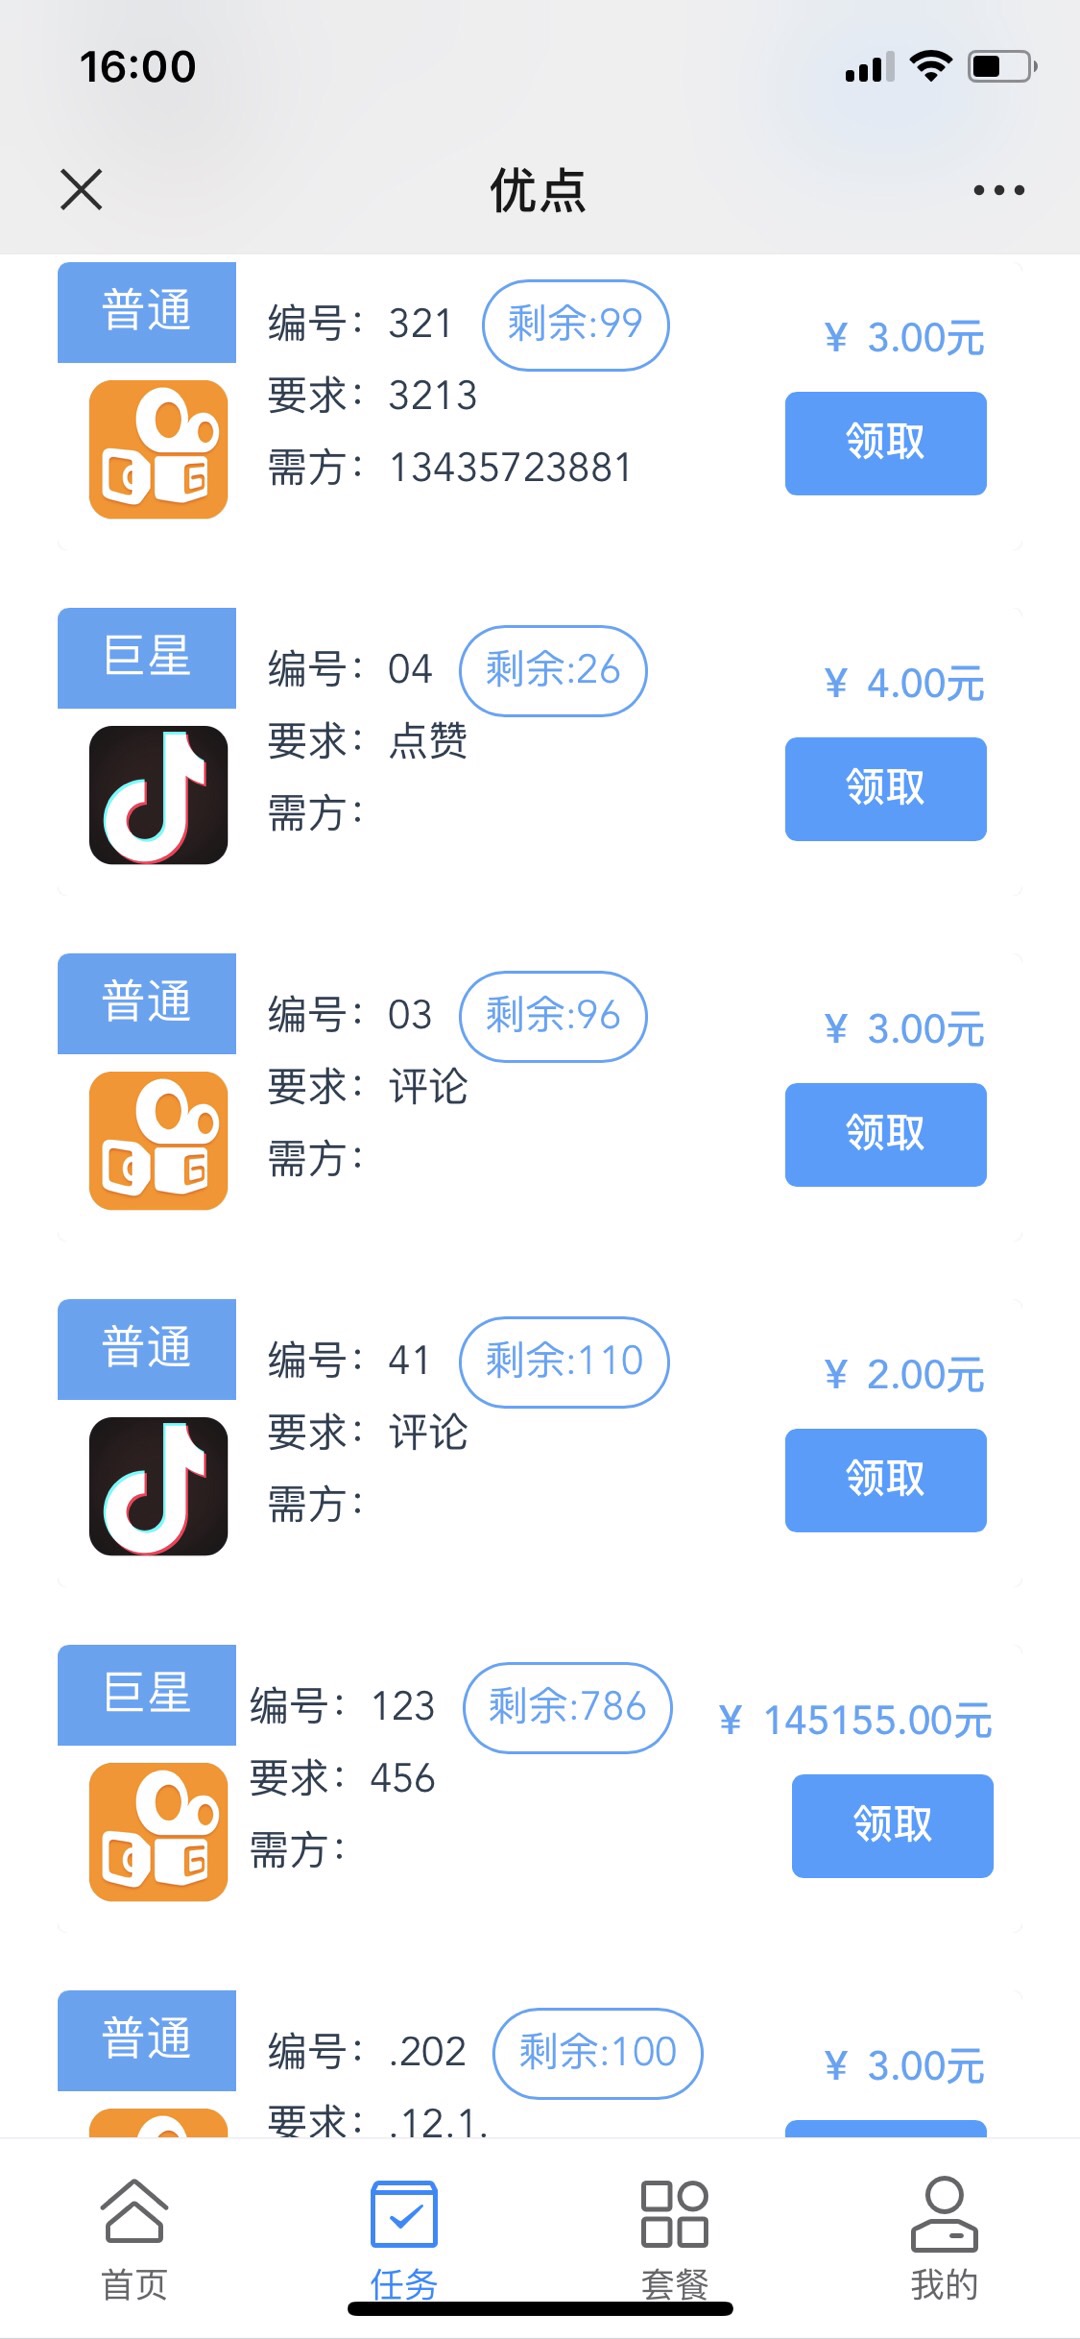 16:00
优点
普通
编号：321 剩余:99
¥ 3.00元
要求：3213
领取
需方：13435723881
巨星
编号：04 剩余:26
¥ 4.00元
要求：点赞
领取
需方：
普通
编号：03 剩余:96
¥ 3.00元
要求：评论
领取
需方：
普通
编号：41 剩余:110
¥ 2.00元
要求：评论
领取
需方：
巨星
编号：123 剩余:786
¥ 145155.00元
要求：456
领取
需方：
普通
编号：.202 剩余:100
¥ 3.00元
要求：.12.1.
首页 任务 套餐 我的